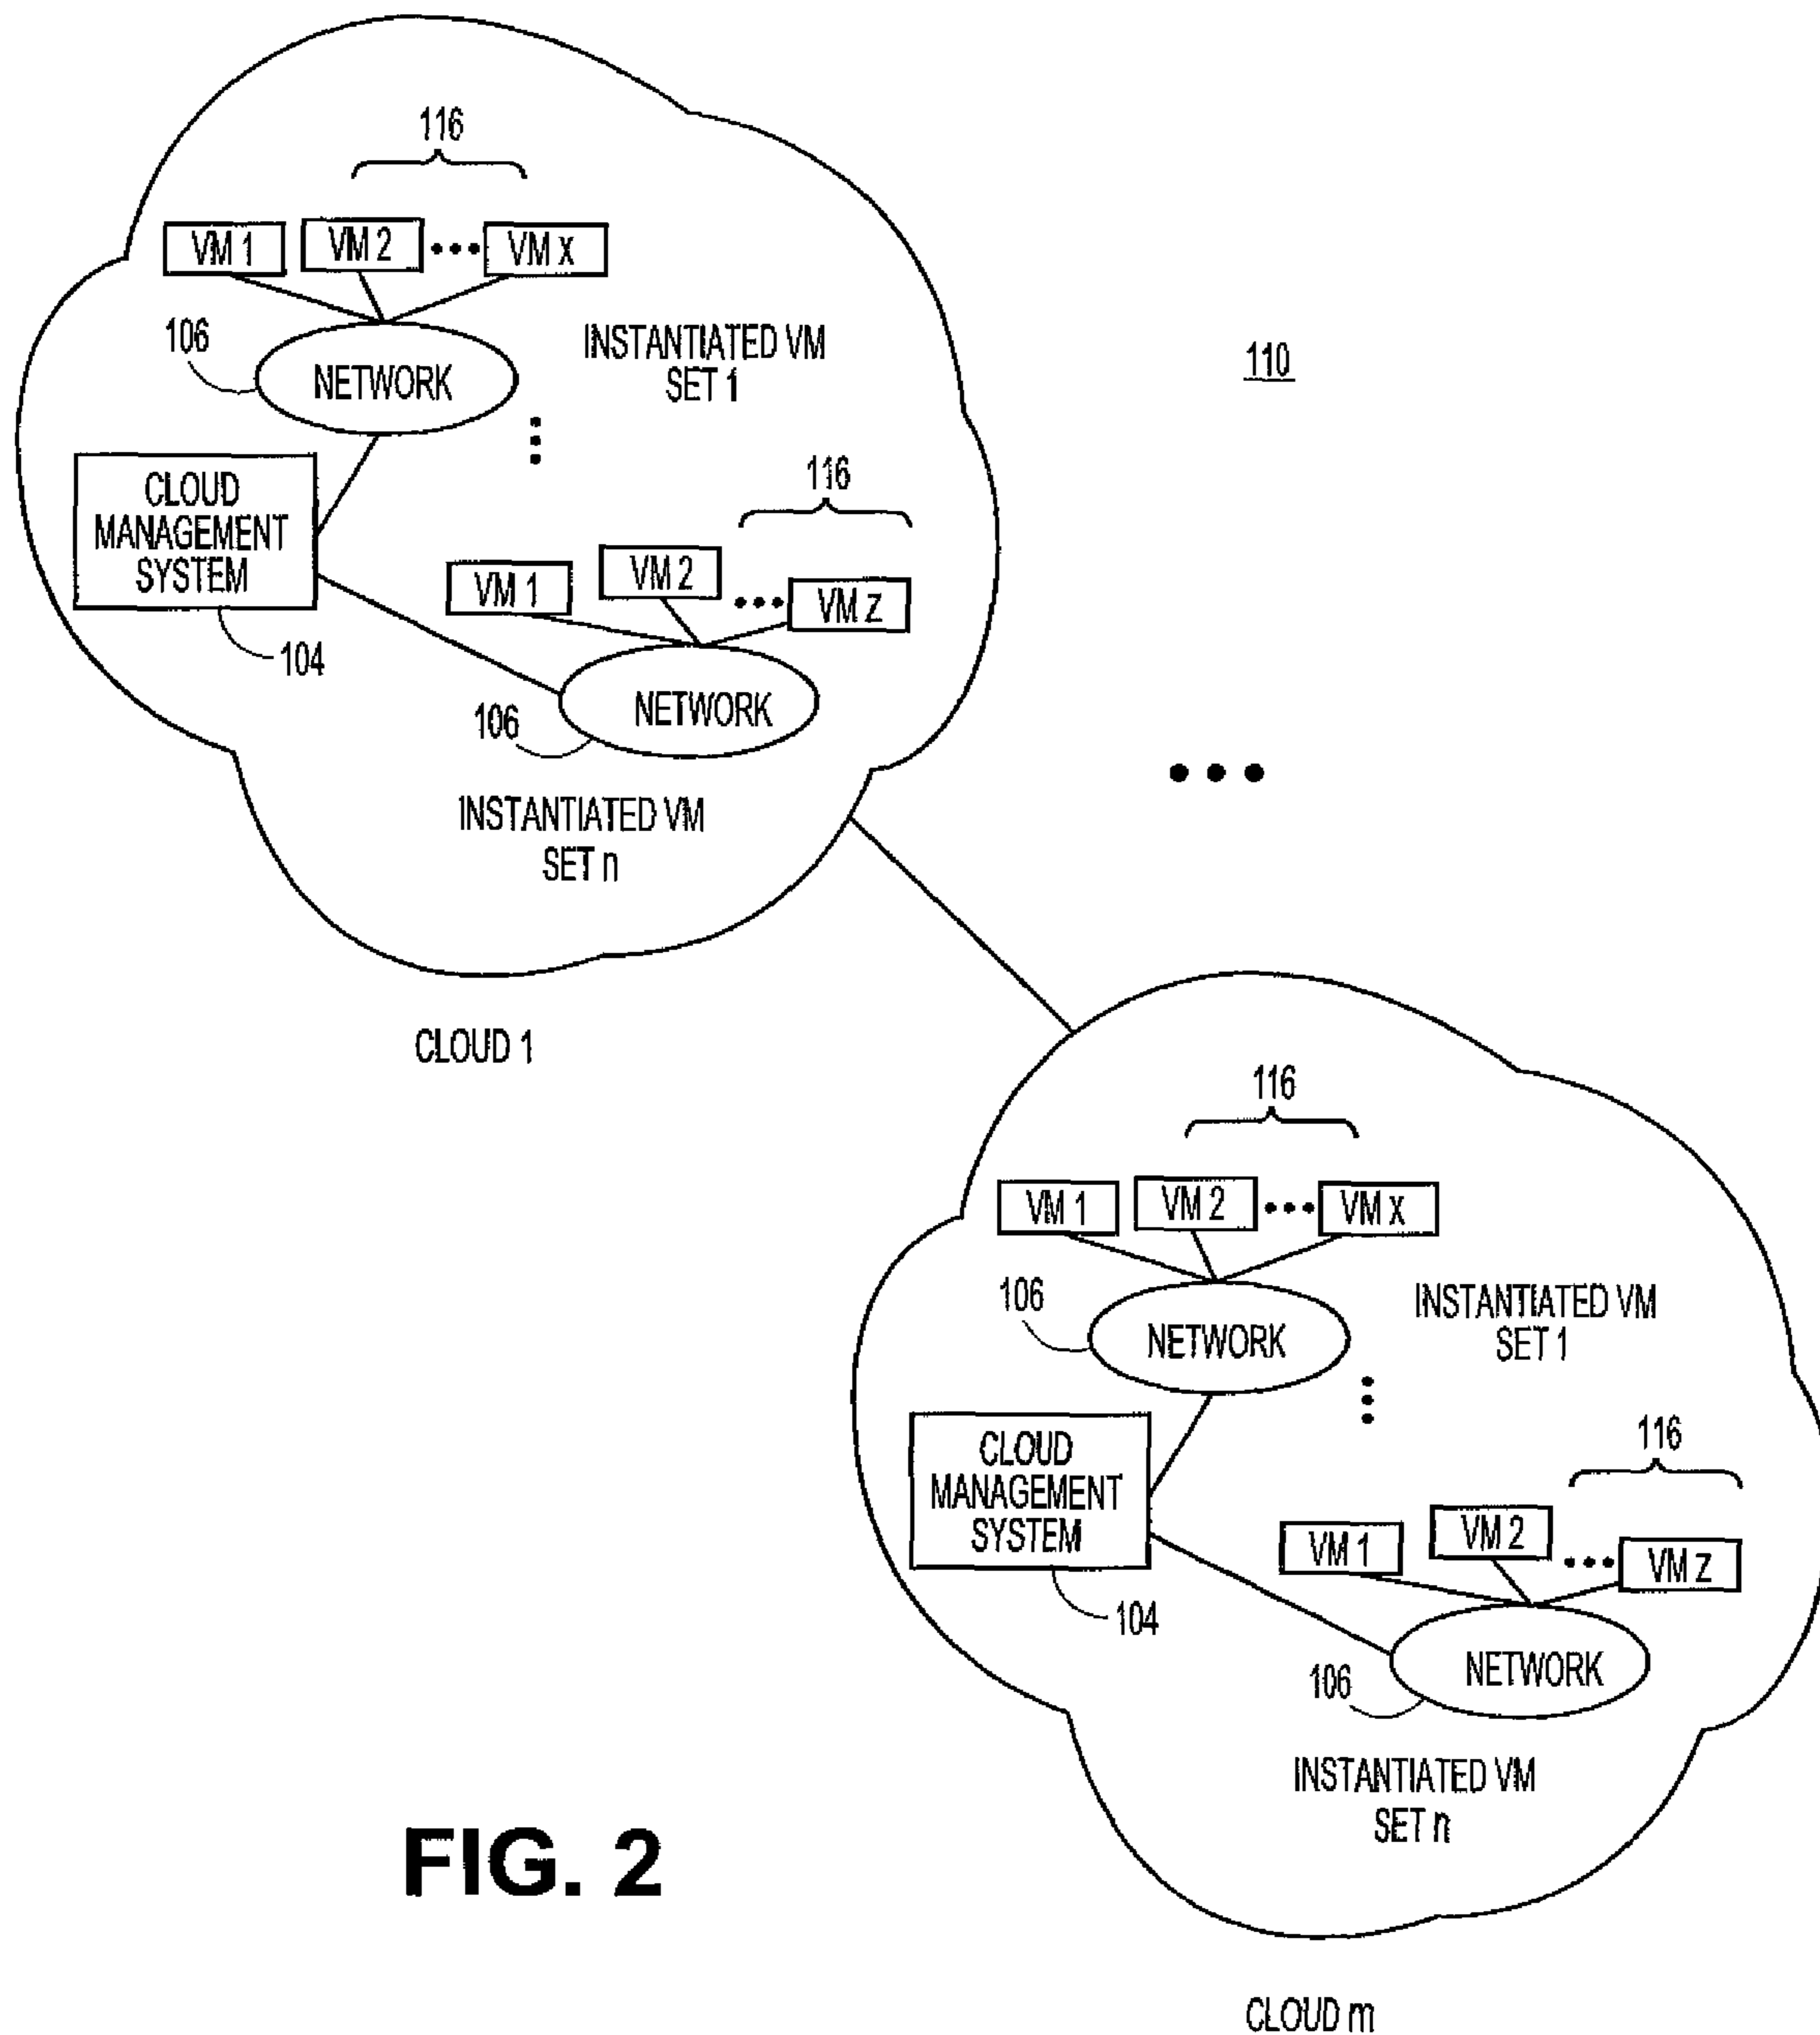 116
VM 1
VM 2
VM X
106
NETWORK
INSTANTIATED VM
SET 1
110
CLOUD
MANAGEMENT
SYSTEM
104
116
VM 1
VM 2
VM Z
106
NETWORK
INSTANTIATED VM
SET n
CLOUD 1
116
VM 1
VM 2
VM X
106
NETWORK
INSTANTIATED VM
SET 1
CLOUD
MANAGEMENT
SYSTEM
104
116
VM 1
VM 2
VM Z
106
NETWORK
INSTANTIATED VM
SET n
FIG. 2
CLOUD m